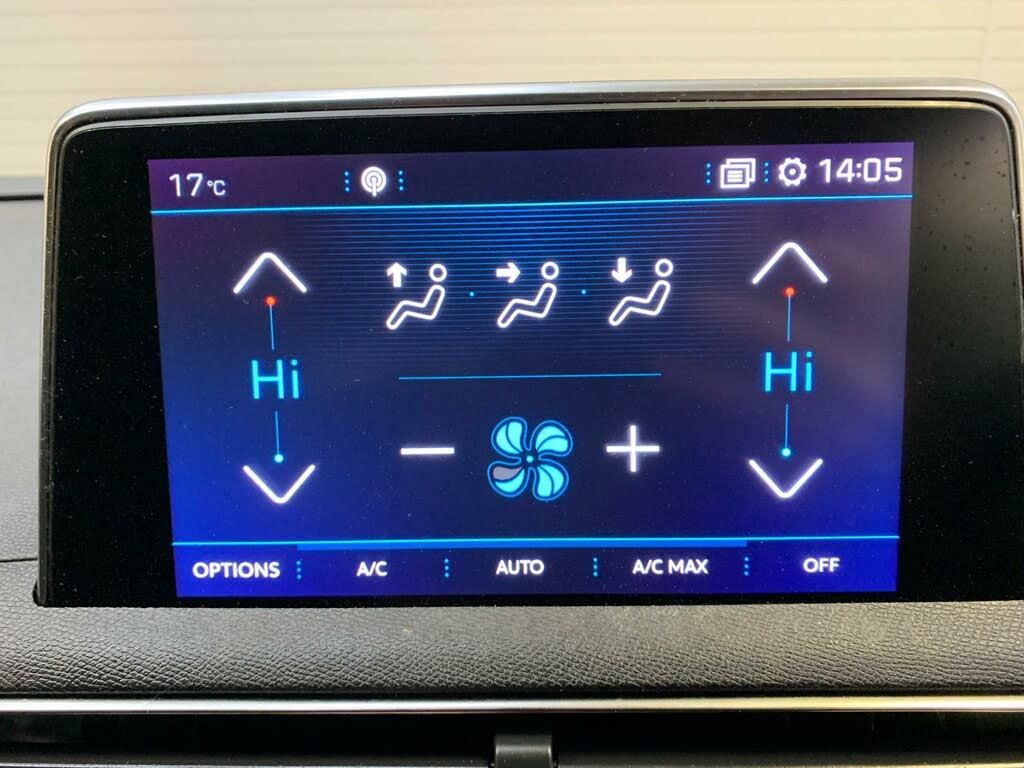 17°C 14:05
Hi Hi
OPTIONS A/C AUTO A/C MAX OFF